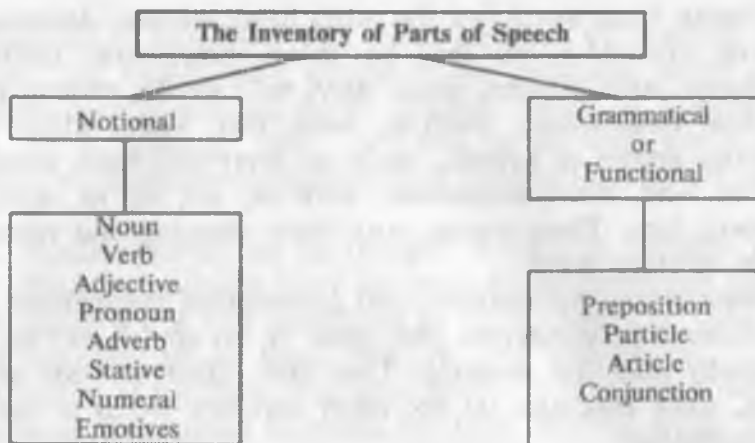 The Inventory of Parts of Speech
Notional
Grammatical
or
Functional
Noun
Verb
Adjective
Pronoun
Adverb
Stative
Numeral
Emotives
Preposition
Particle
Article
Conjunction